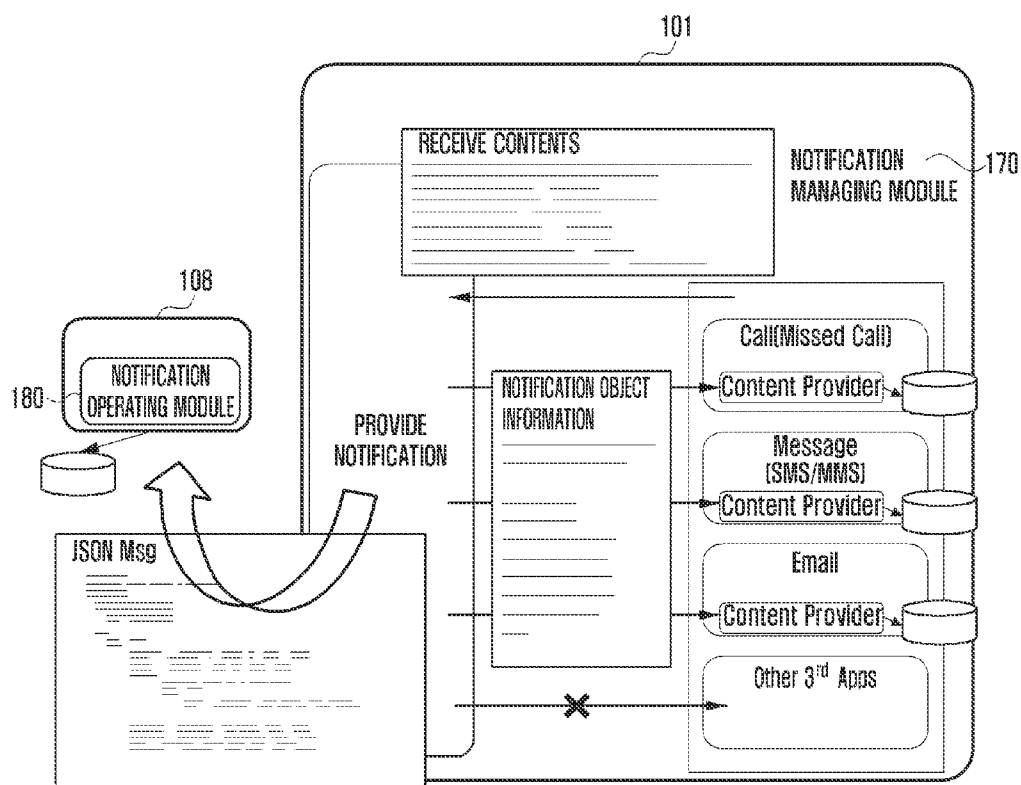 101
RECEIVE CONTENTS
NOTIFICATION
MANAGING MODULE
170
108
NOTIFICATION
OPERATING MODULE
180
PROVIDE
NOTIFICATION
NOTIFICATION OBJECT
INFORMATION
Call(Missed Call)
Content Provider
Message
(SMS/MMS)
Content Provider
Email
Content Provider
Other 3rd Apps
JSON Msg